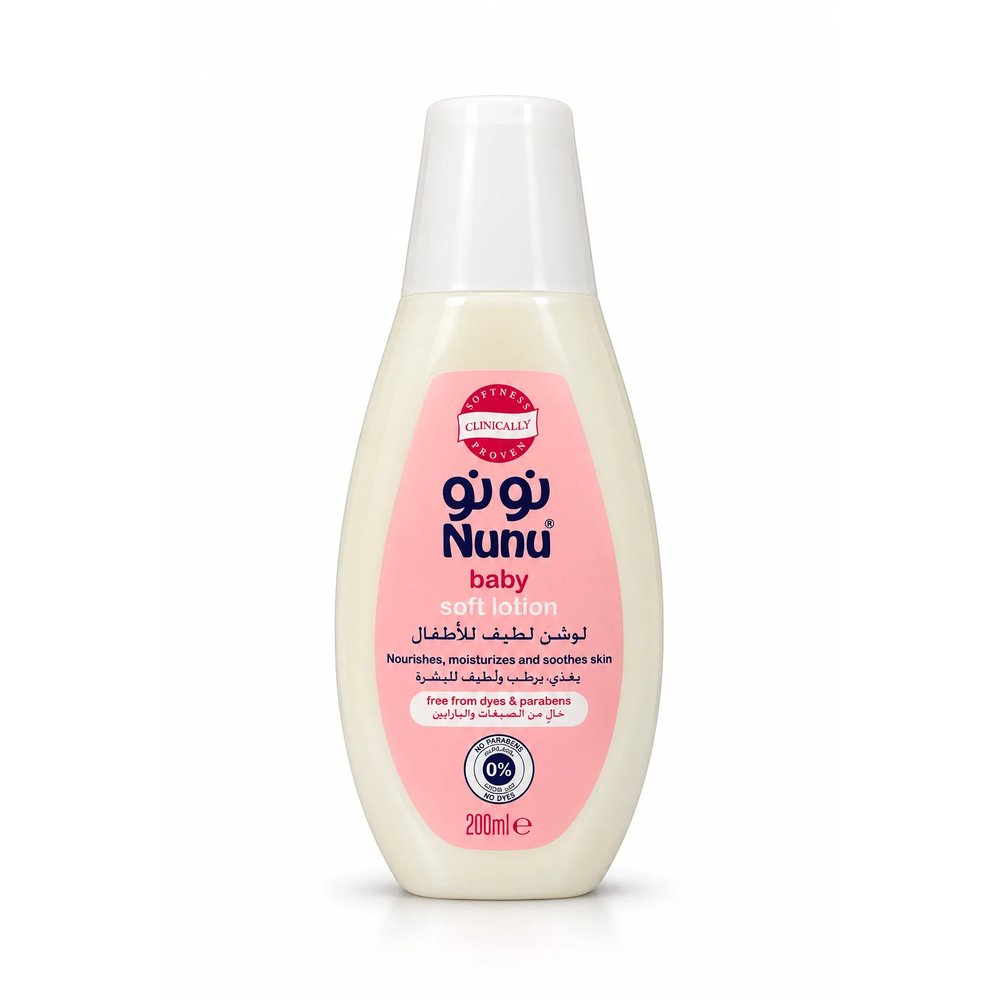 SOFTNESS
CLINICALLY
PROVEN
نونو
Nunu®
baby
soft lotion
لوشن لطيف للأطفال
Nourishes, moisturizes and soothes skin
يغذي، يرطب ولطيف للبشرة
free from dyes & parabens
خالٍ من الصبغات والبارابين
NO PARABENS
0%
NO DYES
200ml e